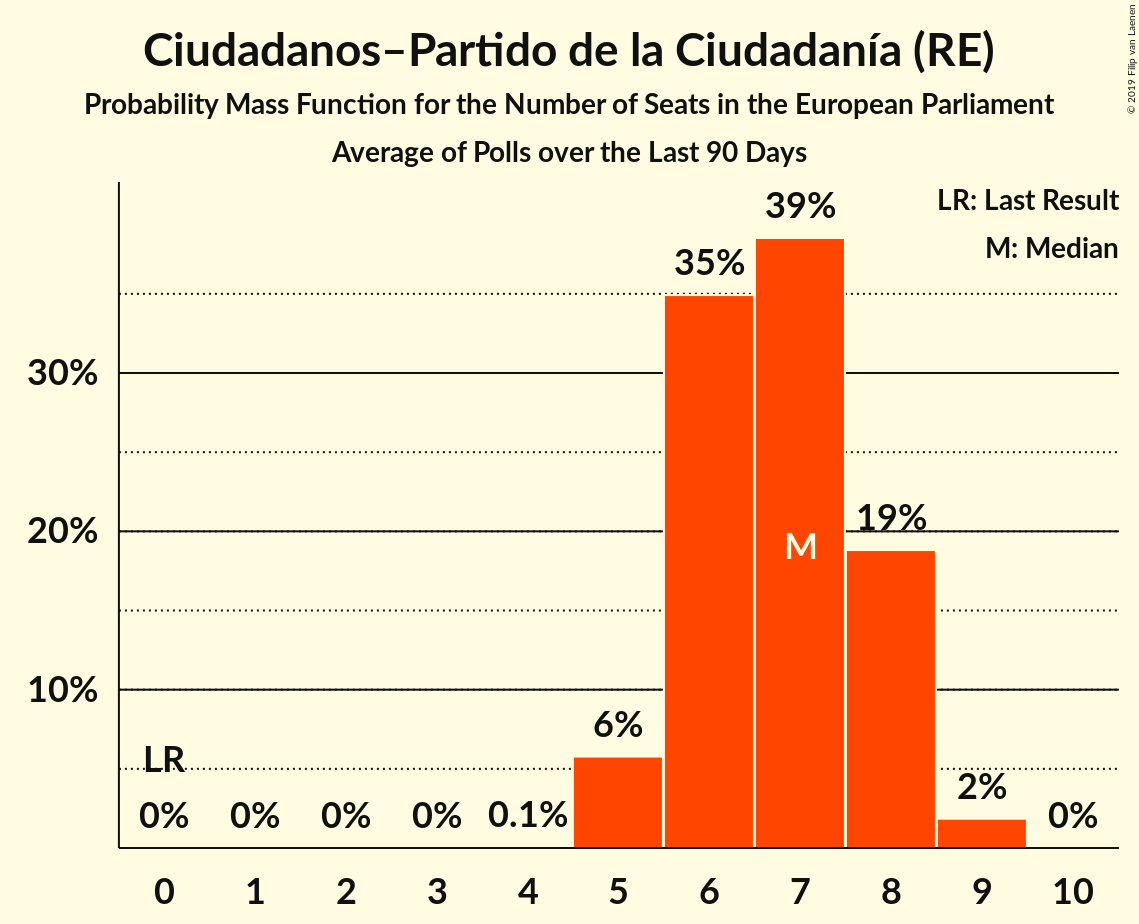 Ciudadanos–Partido de la Ciudadanía (RE)
Probability Mass Function for the Number of Seats in the European Parliament
Average of Polls over the Last 90 Days
© 2019 Filip van Laenen
LR: Last Result
M: Median
39%
35%
30%
20%
19%
M
10%
6%
LR
2%
0% 0% 0% 0% 0.1% 0%
0 1 2 3 4 5 6 7 8 9 10